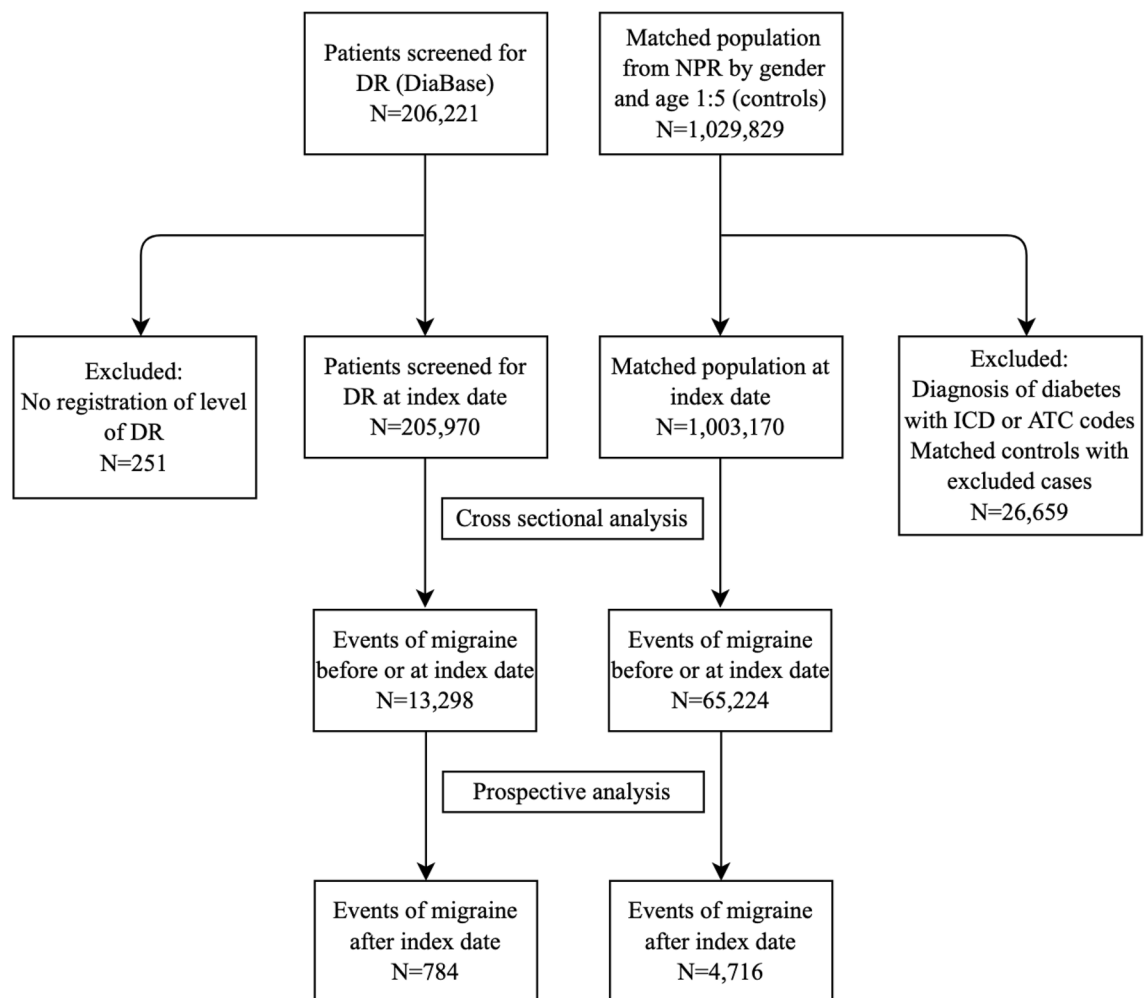 Patients screened for
DR (DiaBase)
N=206,221
Matched population
from NPR by gender
and age 1:5 (controls)
N=1,029,829
Excluded:
No registration of level
of DR
N=251
Patients screened for
DR at index date
N=205,970
Matched population at
index date
N=1,003,170
Excluded:
Diagnosis of diabetes
with ICD or ATC codes
Matched controls with
excluded cases
N=26,659
Cross sectional analysis
Events of migraine
before or at index date
N=13,298
Events of migraine
before or at index date
N=65,224
Prospective analysis
Events of migraine
after index date
N=784
Events of migraine
after index date
N=4,716